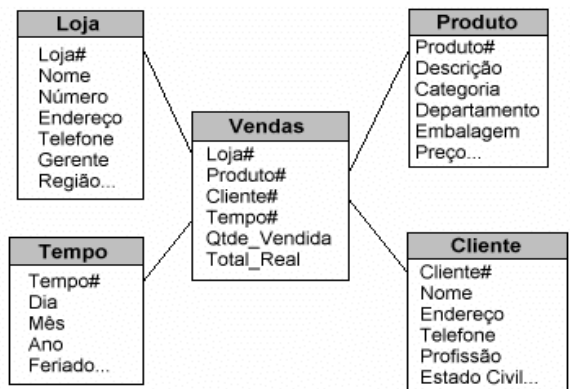 Loja
Loja#
Nome
Número
Endereço
Telefone
Gerente
Região...
Produto
Produto#
Descrição
Categoria
Departamento
Embalagem
Preço...
Vendas
Loja#
Produto#
Cliente#
Tempo#
Qtde_Vendida
Total_Real
Tempo
Tempo#
Dia
Mês
Ano
Feriado...
Cliente
Cliente#
Nome
Endereço
Telefone
Profissão
Estado Civil...